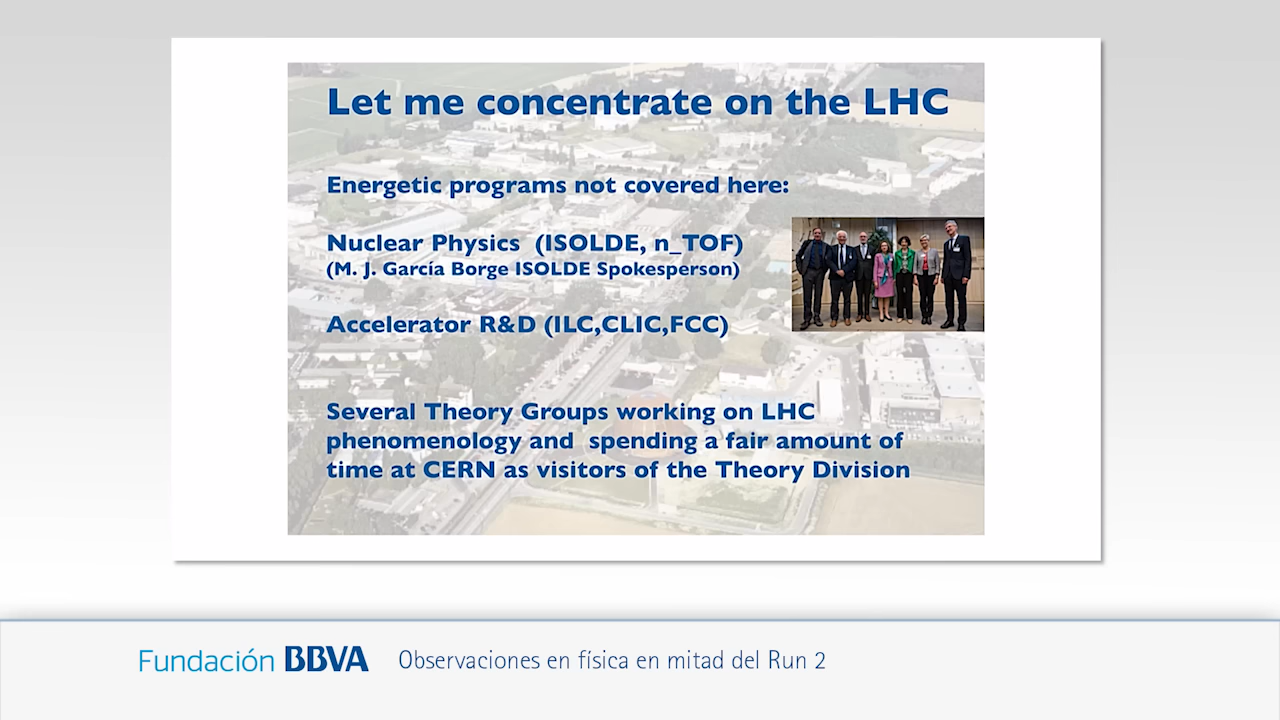 Let me concentrate on the LHC
Energetic programs not covered here:
Nuclear Physics (ISOLDE, n_TOF)
(M. J. García Borge ISOLDE Spokesperson)
Accelerator R&D (ILC,CLIC,FCC)
Several Theory Groups working on LHC
phenomenology and spending a fair amount of
time at CERN as visitors of the Theory Division
Fundación BBVA Observaciones en física en mitad del Run 2